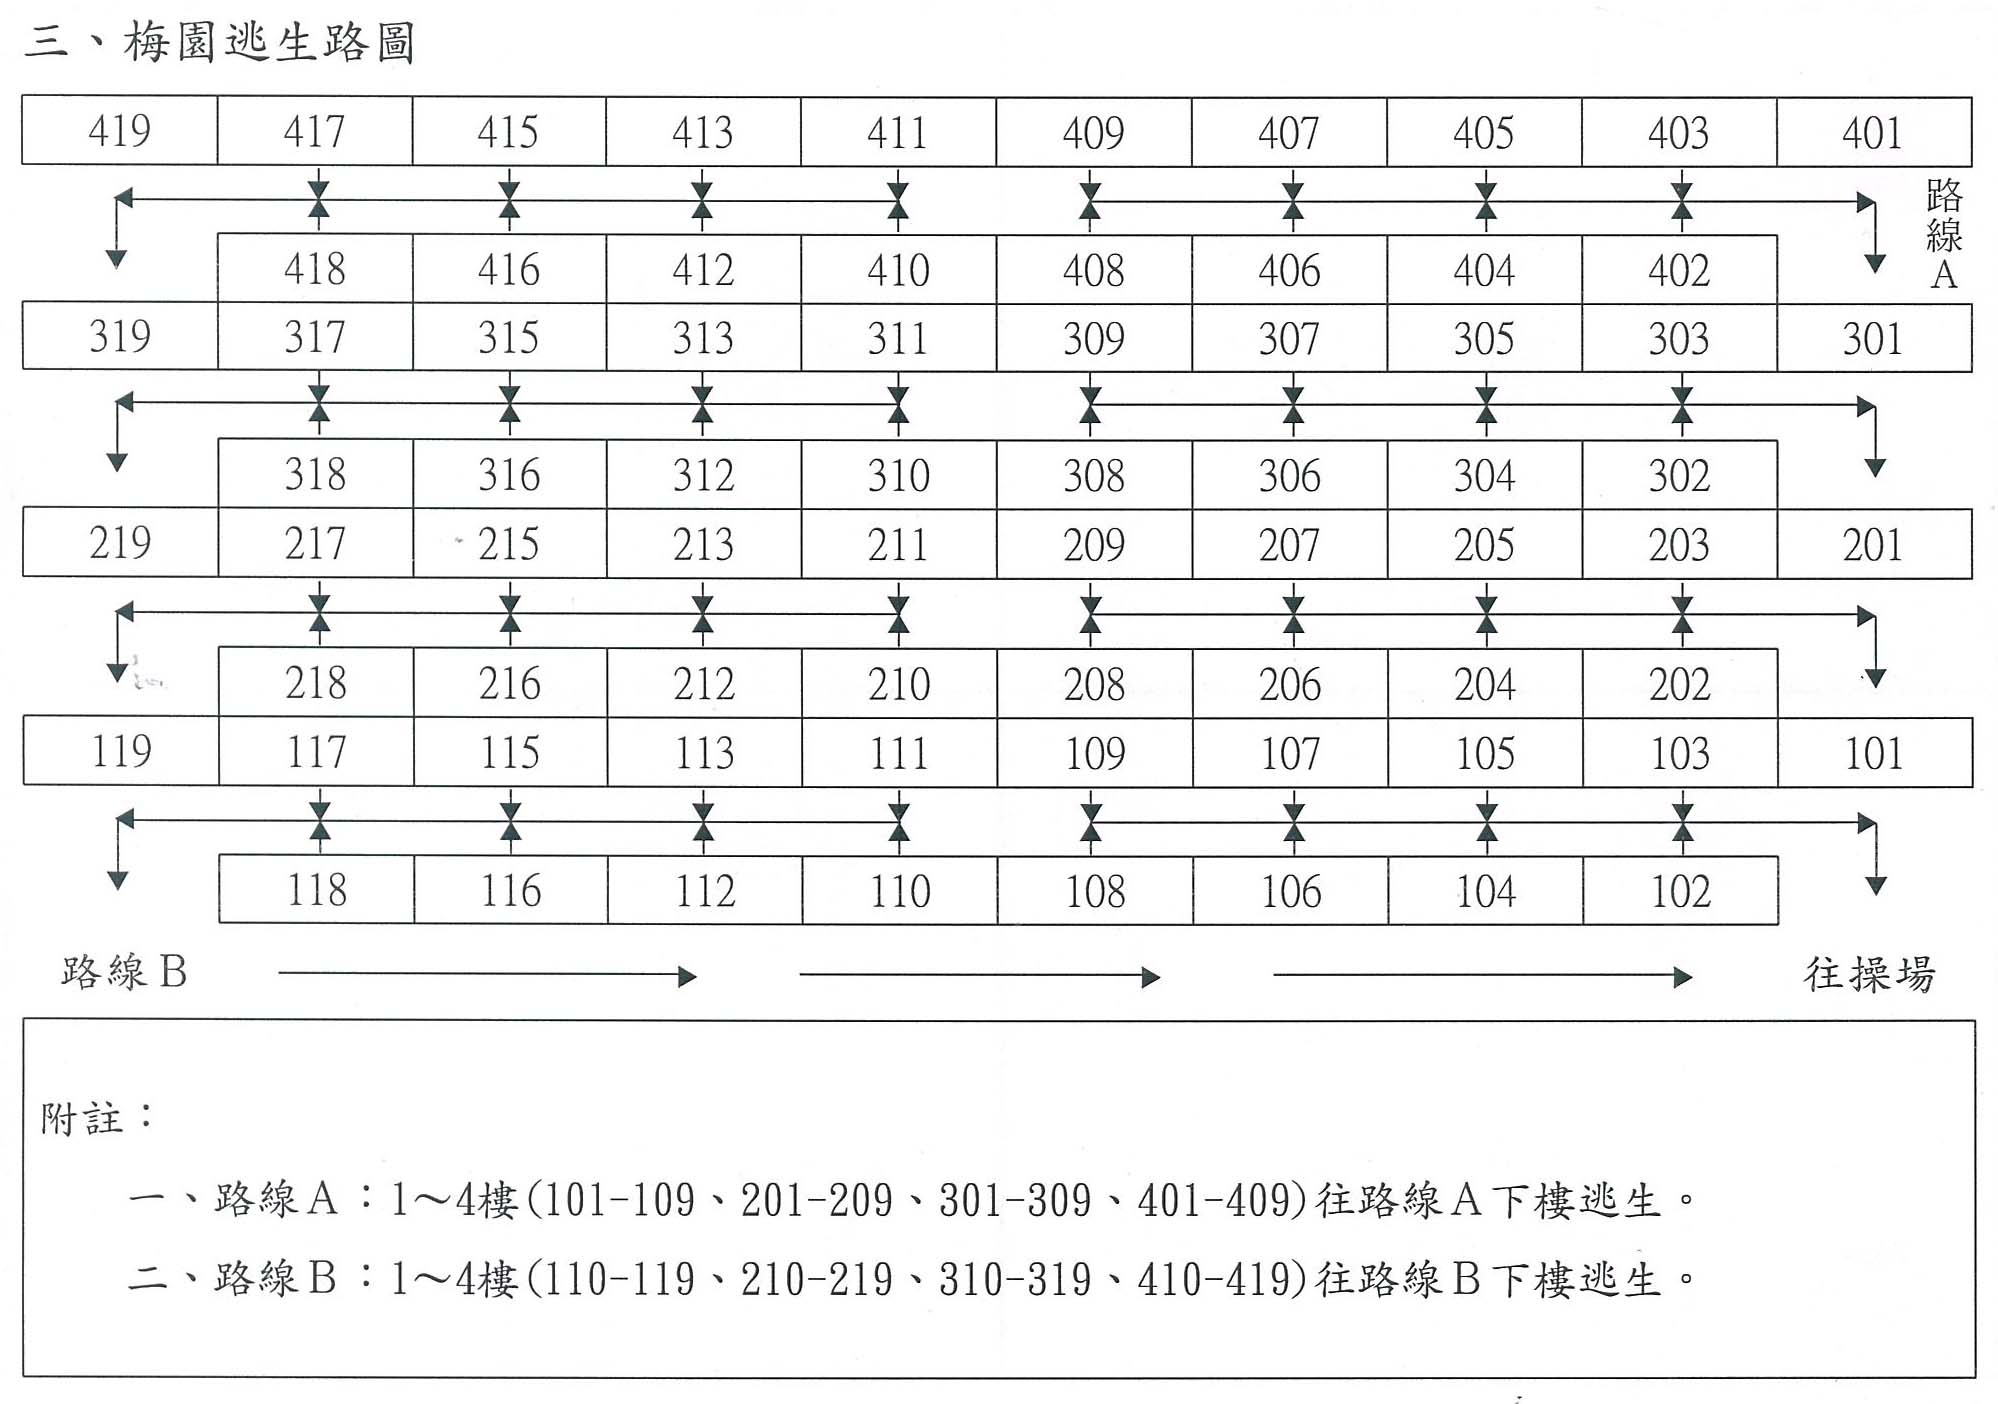 三、梅園逃生路圖
419 417 415 413 411 409 407 405 403 401
路線A
418 416 412 410 408 406 404 402
319 317 315 313 311 309 307 305 303 301
318 316 312 310 308 306 304 302
219 217 215 213 211 209 207 205 203 201
218 216 212 210 208 206 204 202
119 117 115 113 111 109 107 105 103 101
118 116 112 110 108 106 104 102
路線B 往操場
附註：
一、路線A：1～4樓(101-109、201-209、301-309、401-409)往路線A下樓逃生。
二、路線B：1～4樓(110-119、210-219、310-319、410-419)往路線B下樓逃生。